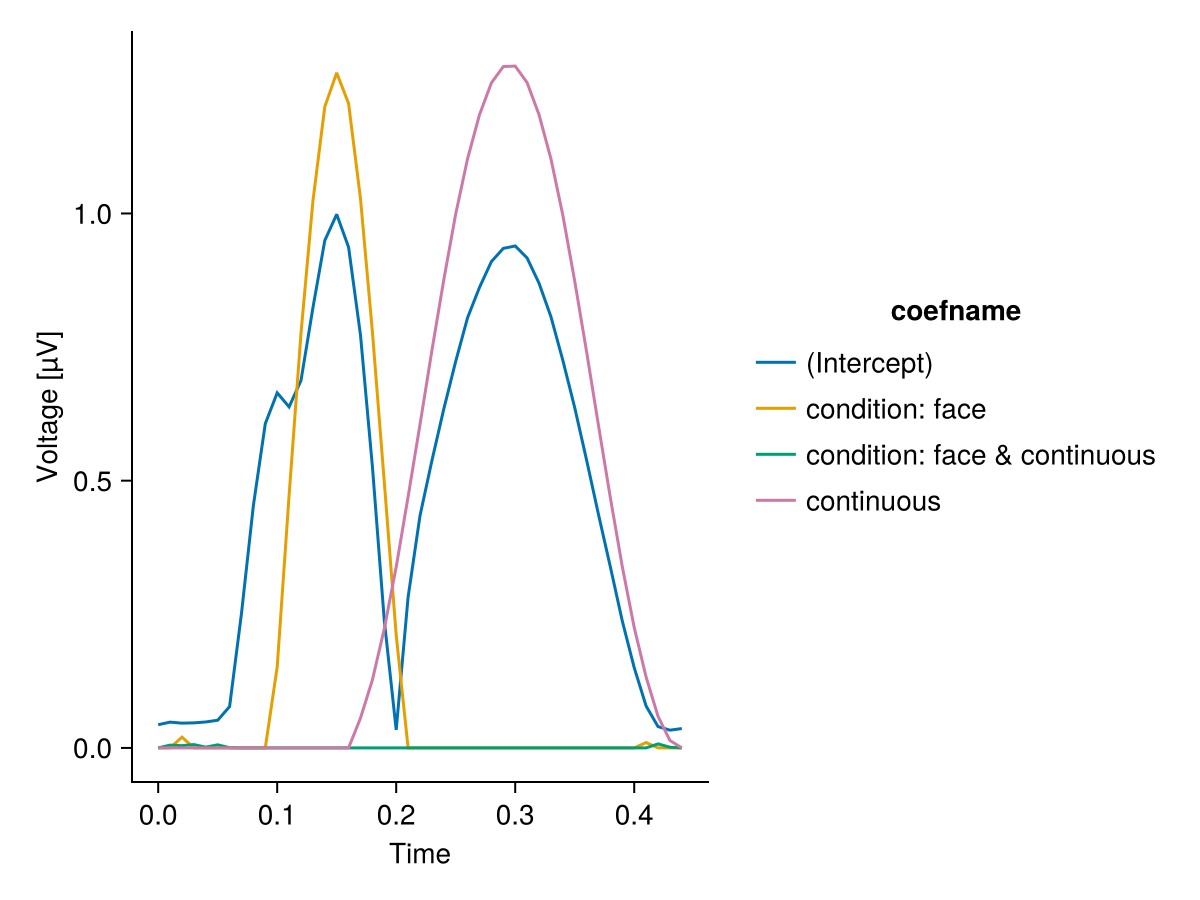 Voltage [µV]
1.0
0.5
0.0
0.0 0.1 0.2 0.3 0.4
Time
coefname
(Intercept)
condition: face
condition: face & continuous
continuous